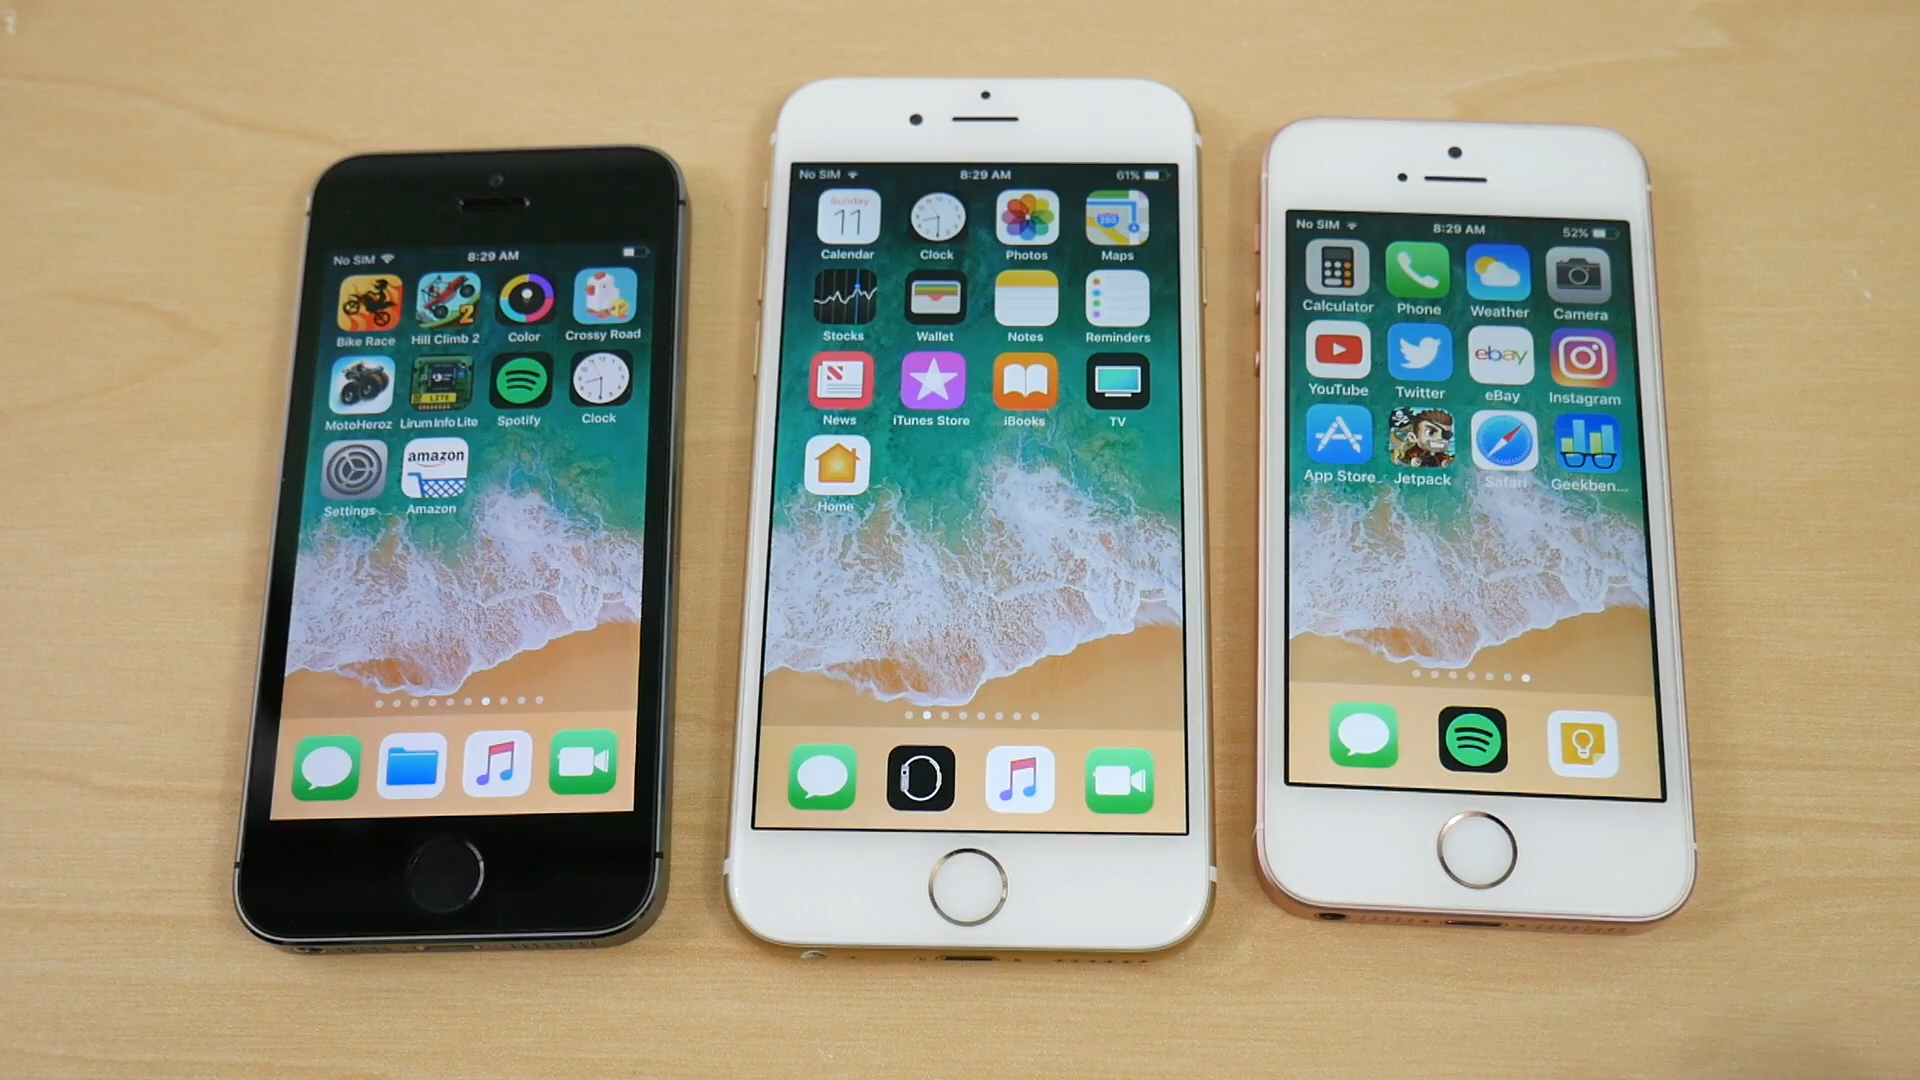 No SIM 8:29 AM
Bike Race Hill Climb 2 Color Crossy Road
MotoHeroz Lirum Info Lite Spotify Clock
LITE
amazon
Settings Amazon
No SIM 8:29 AM 61%
Sunday
11
280
Calendar Clock Photos Maps
Stocks Wallet Notes Reminders
News iTunes Store iBooks TV
Home
No SIM 8:29 AM 52%
Calculator Phone Weather Camera
ebay
YouTube Twitter eBay Instagram
App Store Jetpack Safari Geekben...